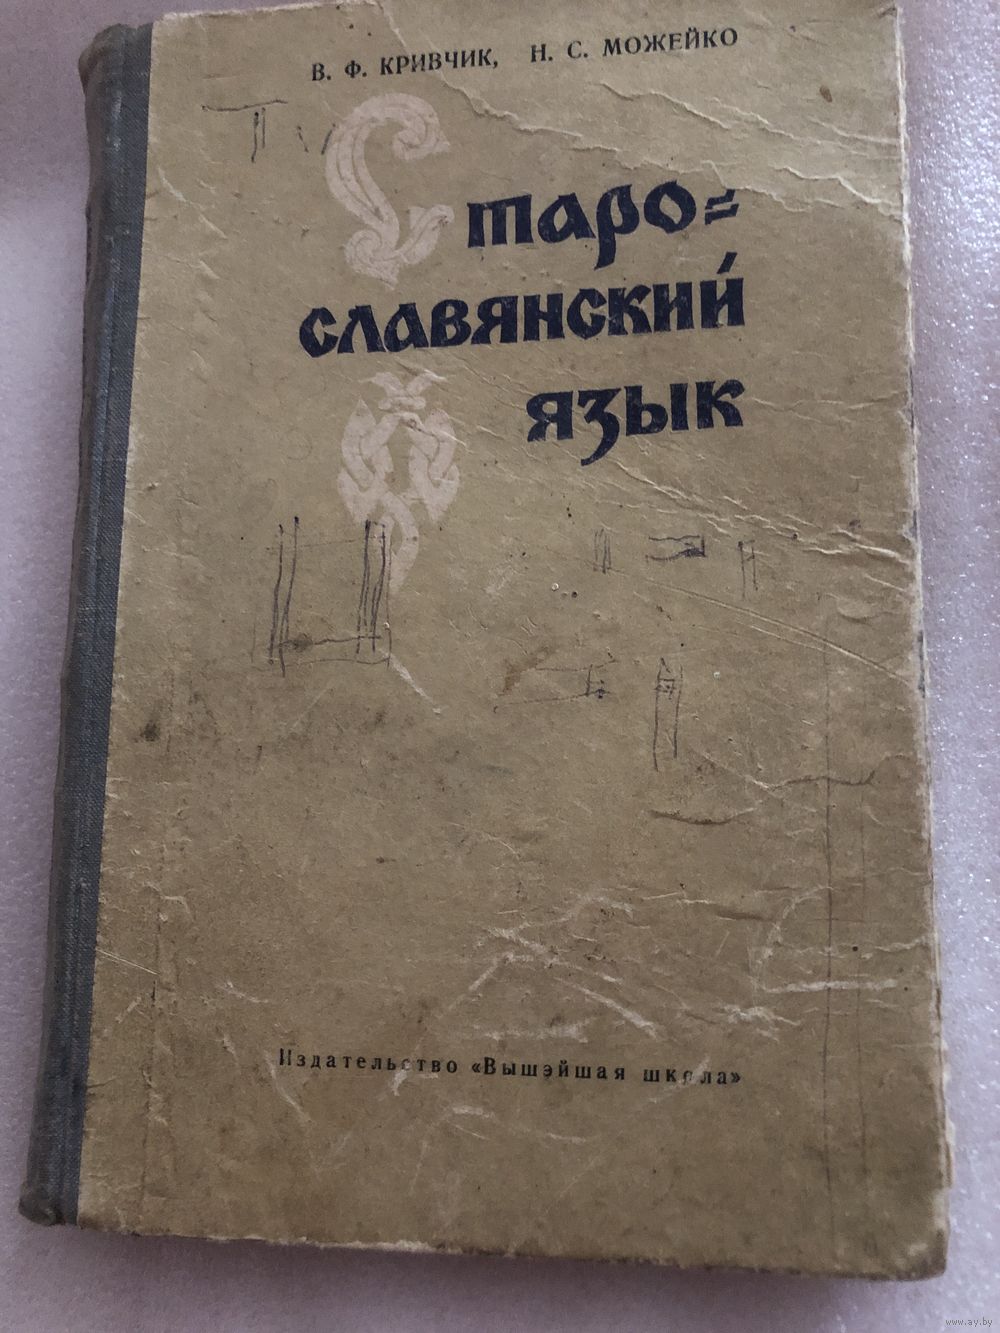 В. Ф. КРИВЧИК, Н. С. МОЖЕЙКО
Старо=
славянский
язык
Издательство «Вышэйшая школа»
www.ay.by